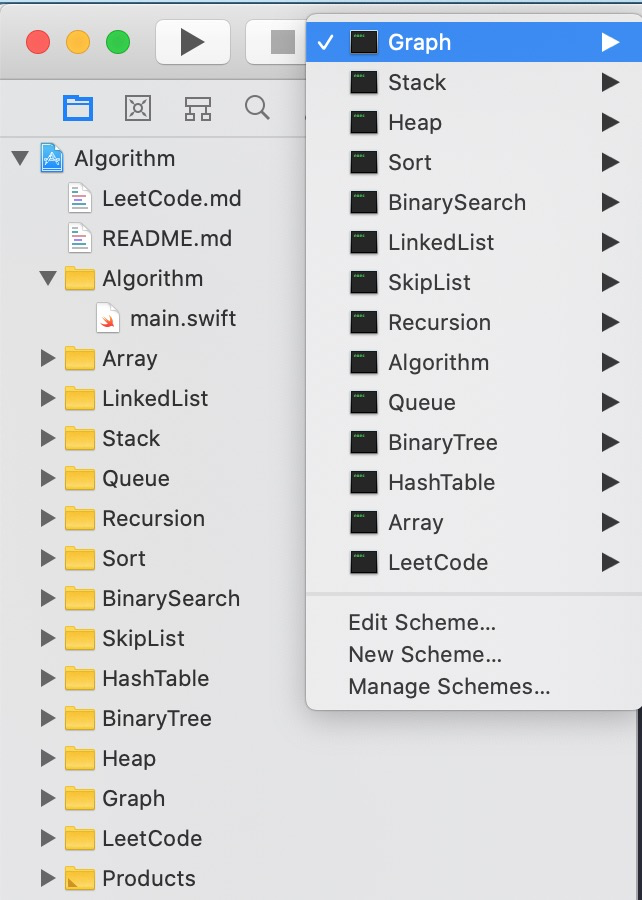 Graph
Stack
Heap
Sort
BinarySearch
LinkedList
SkipList
Recursion
Algorithm
Queue
BinaryTree
HashTable
Array
LeetCode
Edit Scheme...
New Scheme...
Manage Schemes...
Algorithm
LeetCode.md
README.md
Algorithm
main.swift
Array
LinkedList
Stack
Queue
Recursion
Sort
BinarySearch
SkipList
HashTable
BinaryTree
Heap
Graph
LeetCode
Products